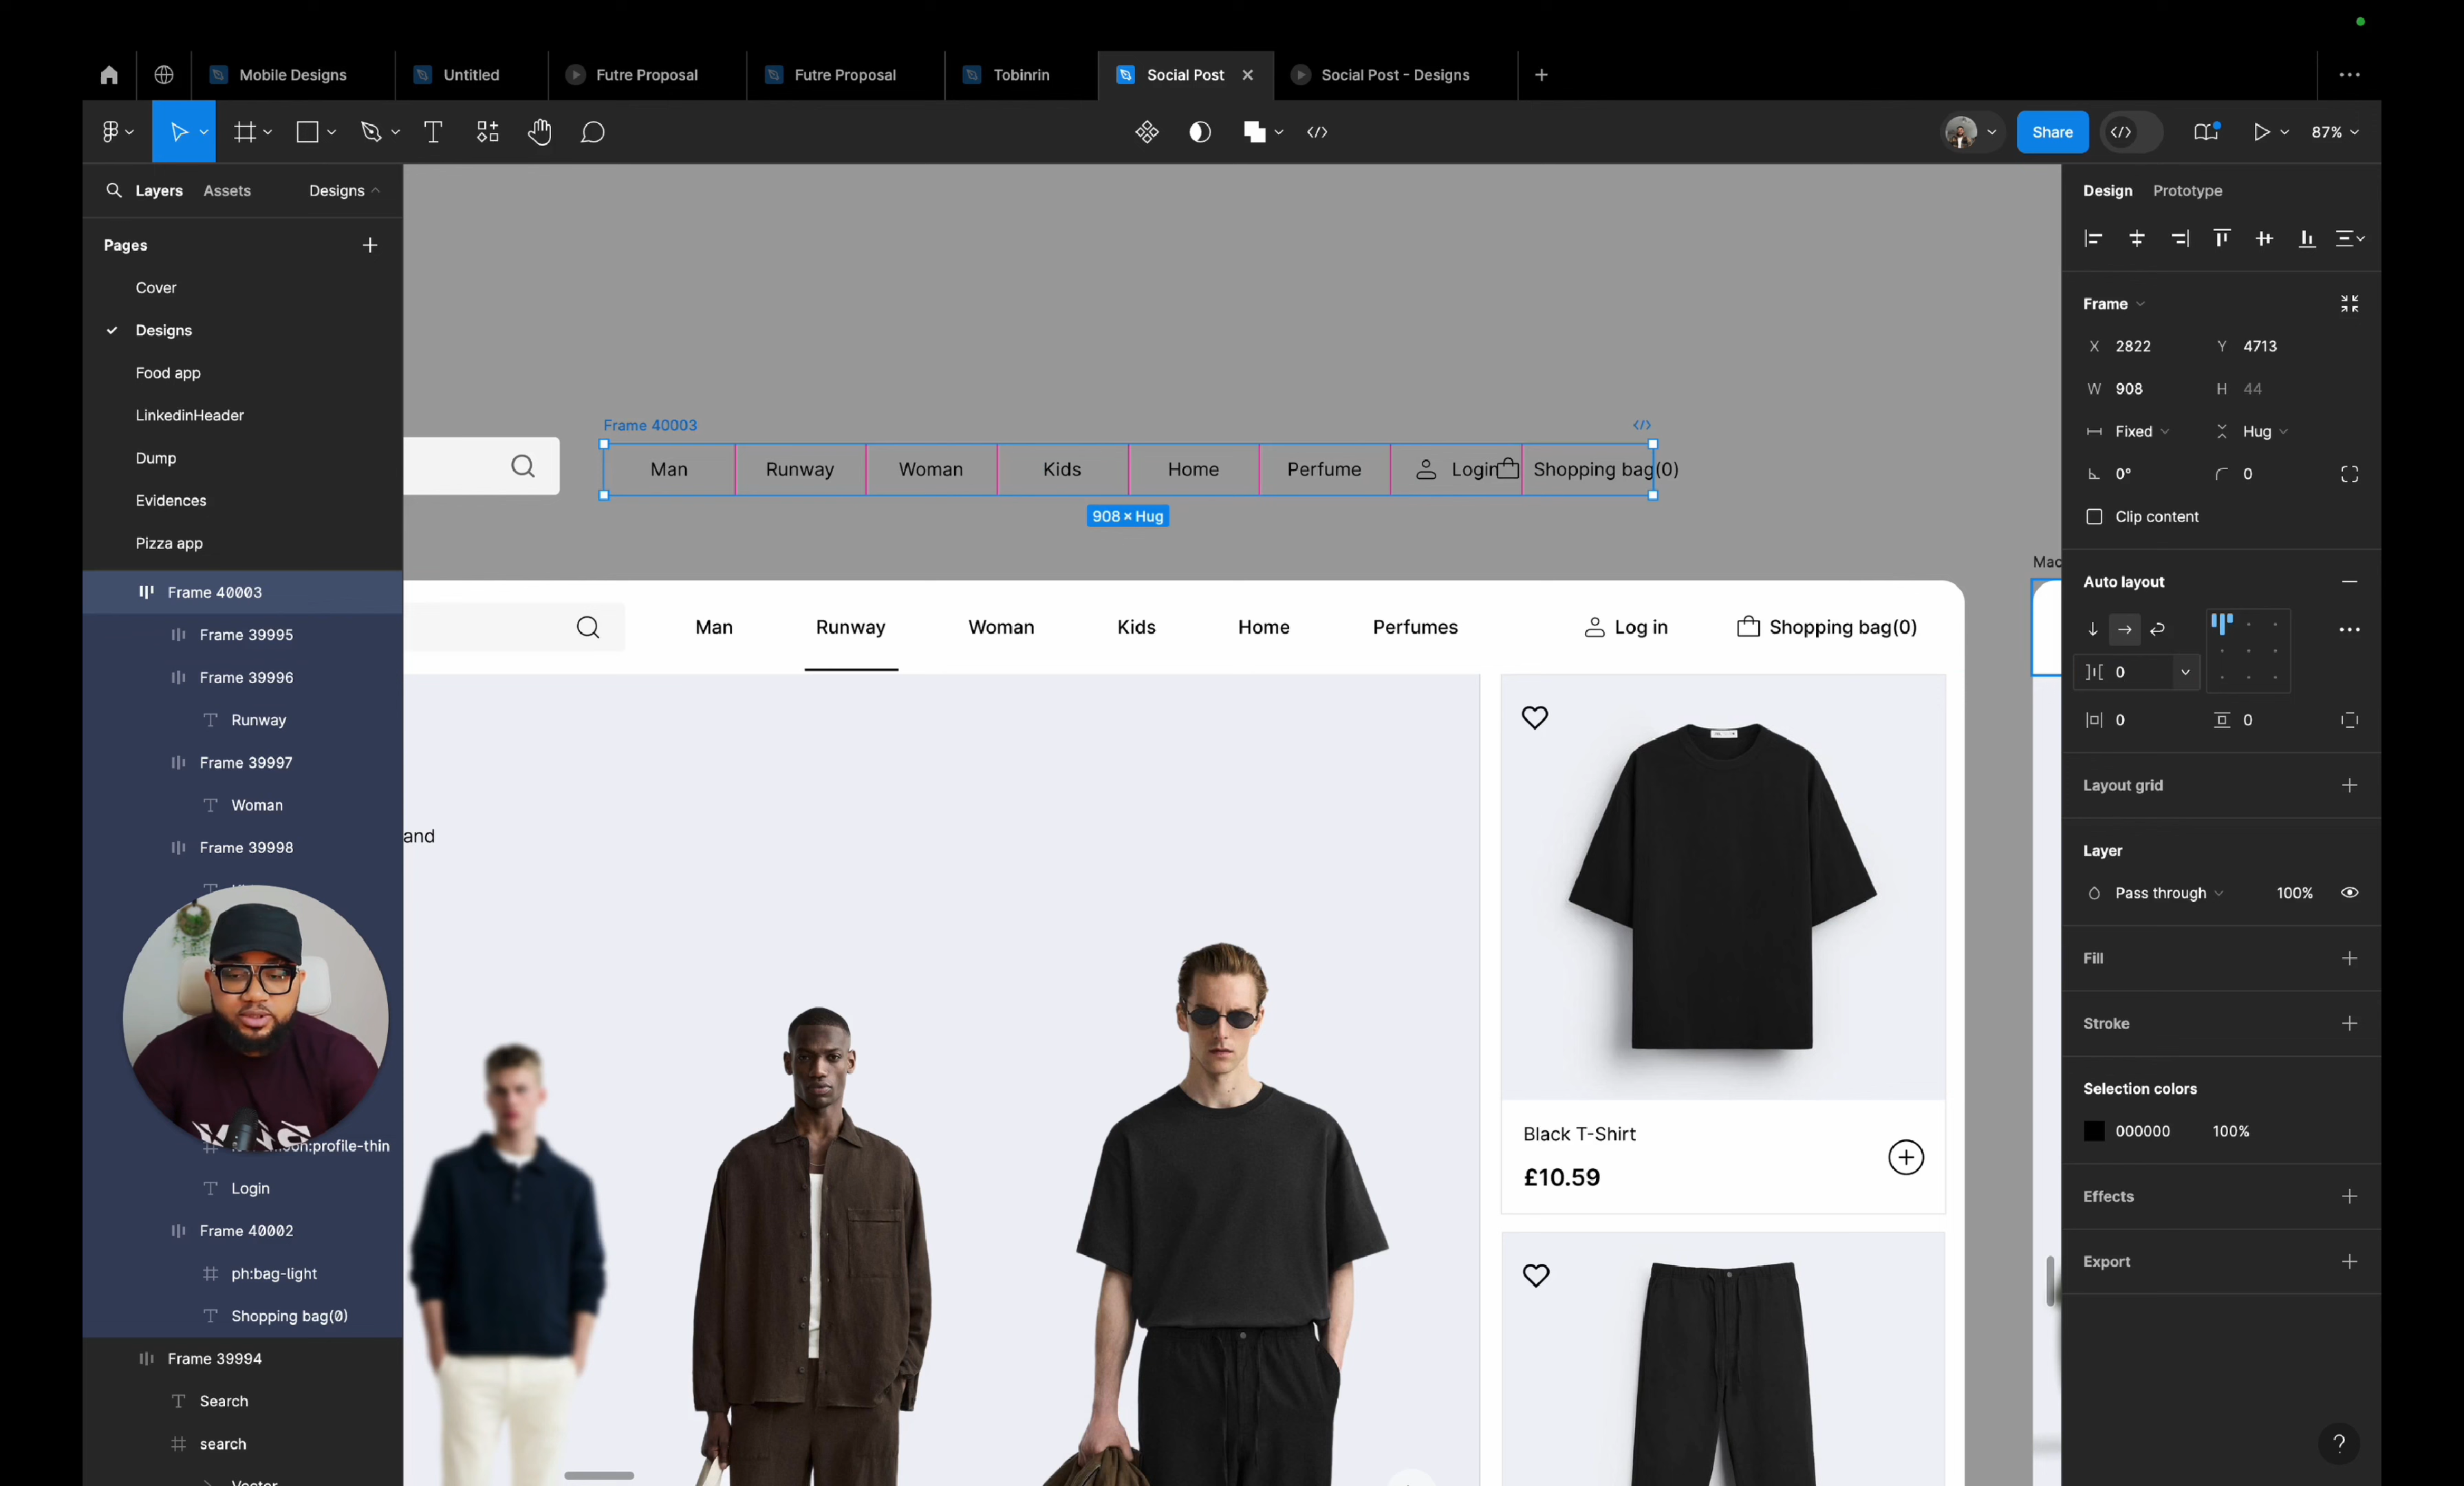 Mobile Designs
Untitled
Futre Proposal
Futre Proposal
Tobinrin
Social Post
Social Post - Designs
Share
87%
Layers
Assets
Designs
Pages
Cover
Designs
Food app
LinkedinHeader
Dump
Evidences
Pizza app
Frame 40003
Frame 39995
Frame 39996
Runway
Frame 39997
Woman
Frame 39998
:profile-thin
Login
Frame 40002
ph:bag-light
Shopping bag(0)
Frame 39994
Search
search
Vector
Frame 40003
Man
Runway
Woman
Kids
Home
Perfume
Login
Shopping bag(0)
908 × Hug
Mac
Man
Runway
Woman
Kids
Home
Perfumes
Log in
Shopping bag(0)
and
Black T-Shirt
£10.59
Design
Prototype
Frame
X 2822
Y 4713
W 908
H 44
Fixed
Hug
0°
0
Clip content
Auto layout
0
0
0
Layout grid
Layer
Pass through
100%
Fill
Stroke
Selection colors
000000
100%
Effects
Export
?